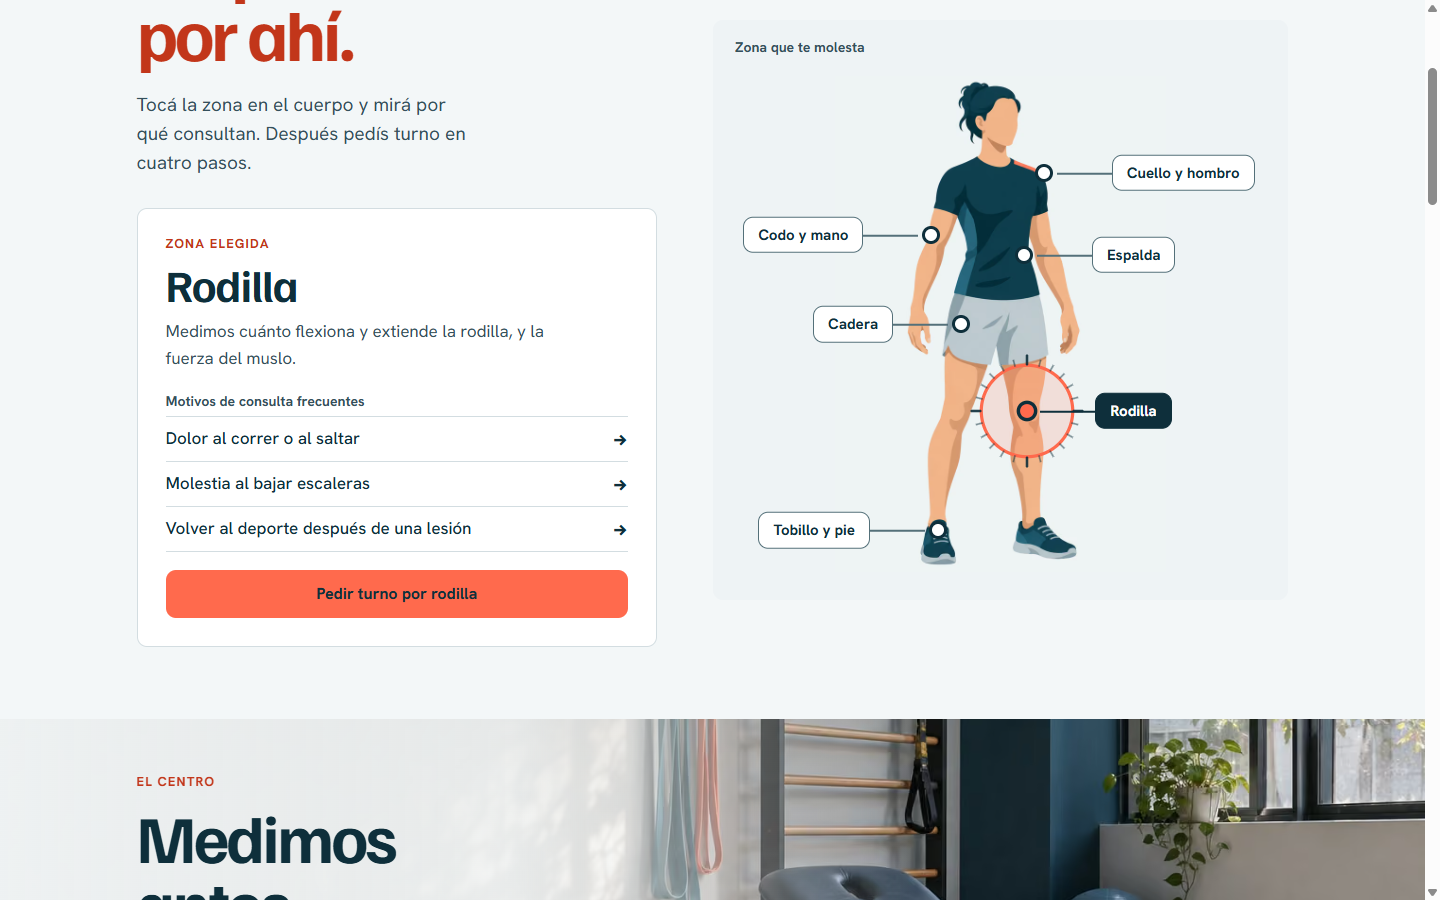 por ahí.
Tocá la zona en el cuerpo y mirá por
qué consultan. Después pedís turno en
cuatro pasos.
ZONA ELEGIDA
Rodilla
Medimos cuánto flexiona y extiende la rodilla, y la
fuerza del muslo.
Motivos de consulta frecuentes
Dolor al correr o al saltar
Molestia al bajar escaleras
Volver al deporte después de una lesión
Pedir turno por rodilla
Zona que te molesta
Cuello y hombro
Codo y mano
Espalda
Cadera
Rodilla
Tobillo y pie
EL CENTRO
Medimos